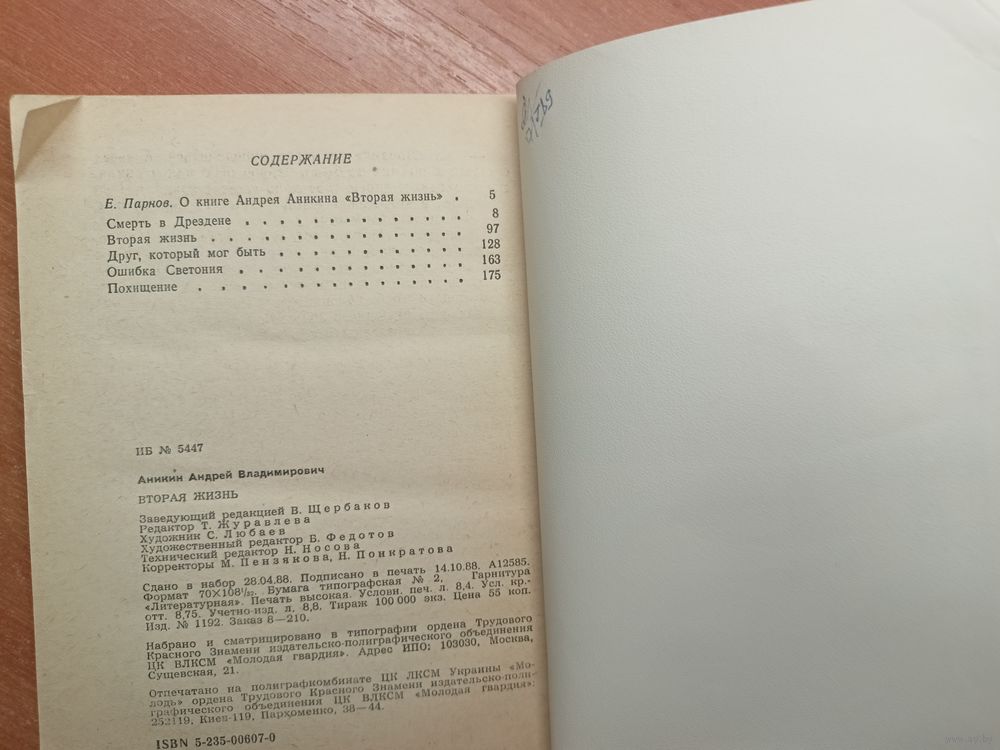 СОДЕРЖАНИЕ
Е. Парнов. О книге Андрея Аникина «Вторая жизнь» . 5
Смерть в Дрездене . . . . . . . . . . . . 8
Вторая жизнь . . . . . . . . . . . . . 97
Друг, который мог быть . . . . . . . . . . 128
Ошибка Светония . . . . . . . . . . . . 163
Похищение . . . . . . . . . . . . . . 175
ИБ № 5447
Аникин Андрей Владимирович
ВТОРАЯ ЖИЗНЬ
Заведующий редакцией В. Щербаков
Редактор Т. Журавлева
Художник С. Любаев
Художественный редактор Б. Федотов
Технический редактор Н. Носова
Корректоры М. Пензякова, Н. Понкратова
Сдано в набор 28.04.88. Подписано в печать 14.10.88. А12585.
Формат 70×108¹/₃₂. Бумага типографская № 2. Гарнитура
«Литературная». Печать высокая. Условн. печ. л. 8,4. Усл. кр.-
отт. 8,75. Учетно-изд. л. 8,8. Тираж 100 000 экз. Цена 55 коп.
Изд. № 1192. Заказ 8—210.
Набрано и сматрицировано в типографии ордена Трудового
Красного Знамени издательско-полиграфического объединения
ЦК ВЛКСМ «Молодая гвардия». Адрес ИПО: 103030, Москва,
Сущевская, 21.
Отпечатано на полиграфкомбинате ЦК ЛКСМ Украины «Мо-
лодь» ордена Трудового Красного Знамени издательско-поли-
графического объединения ЦК ВЛКСМ «Молодая гвардия»:
252119, Киев-119, Пархоменко, 38—44.
ISBN 5-235-00607-0